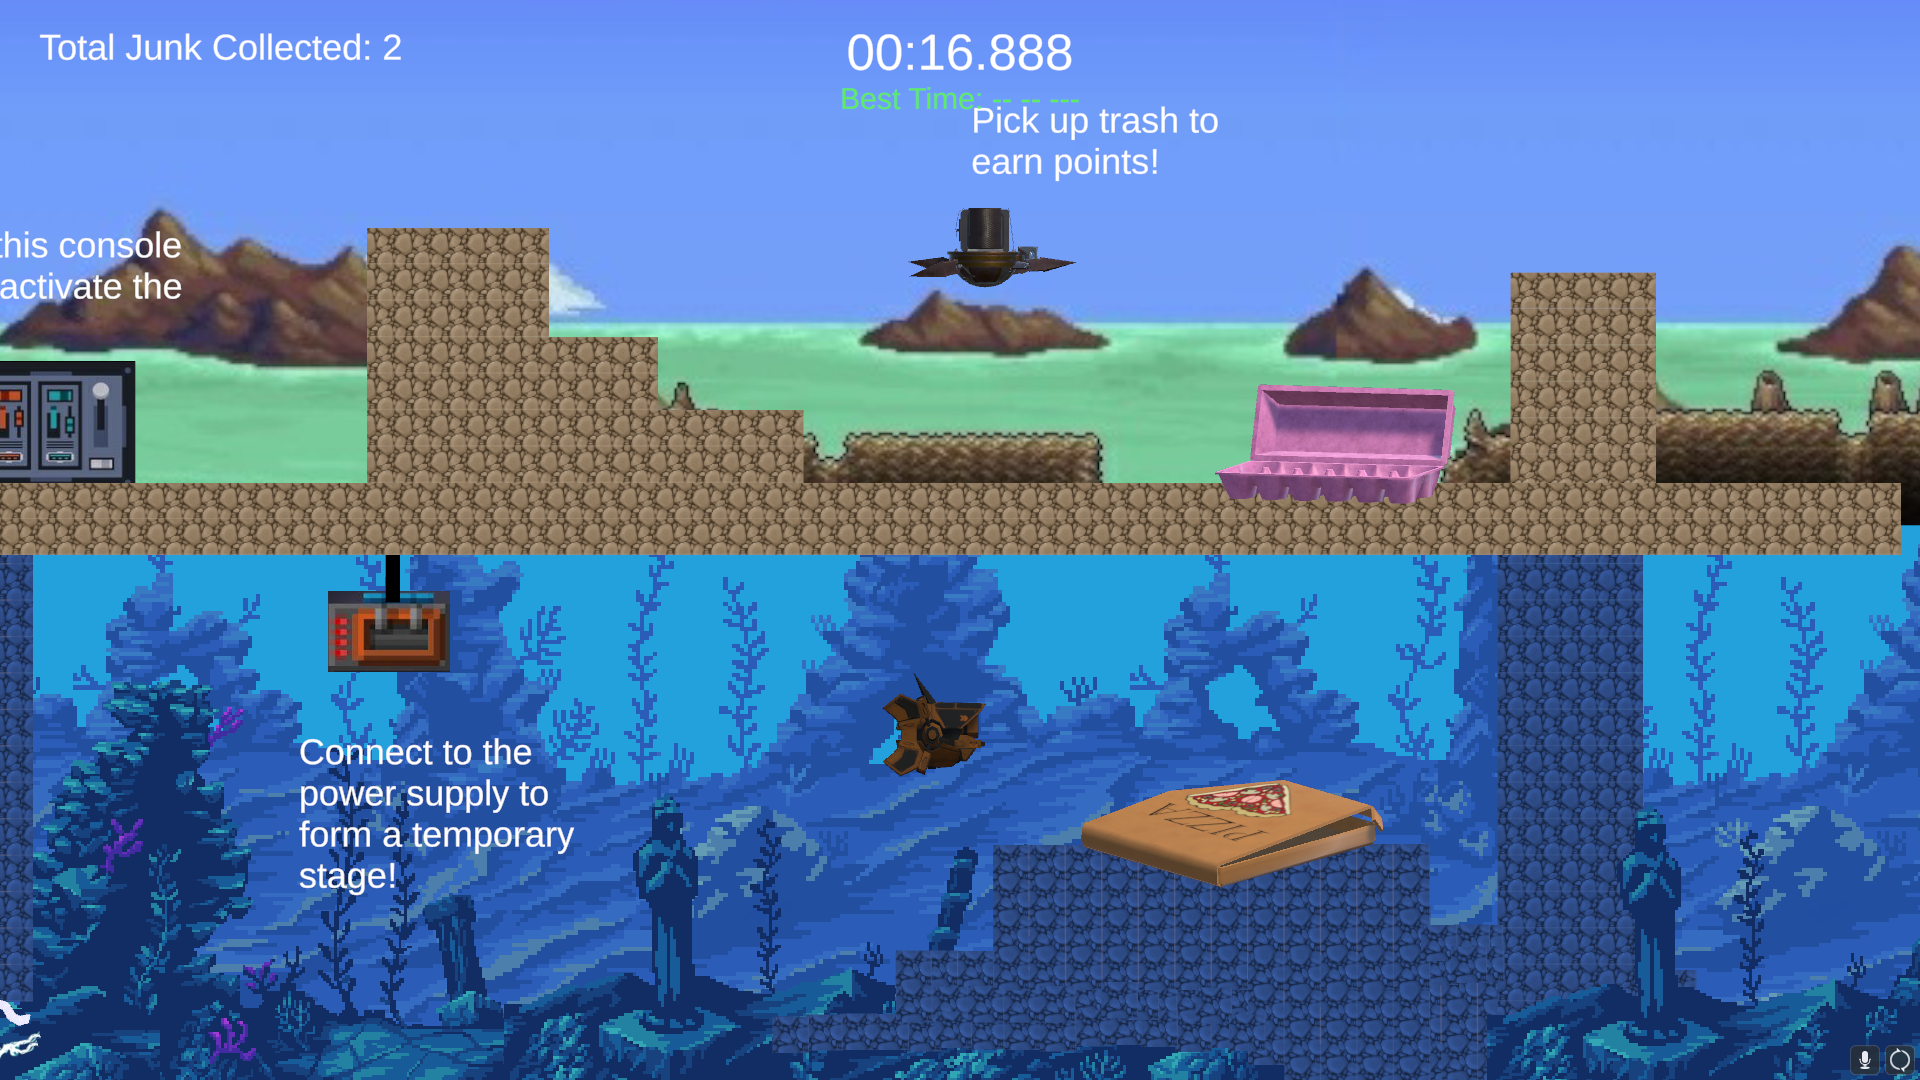 Total Junk Collected: 2
00:16.888
Best Time: -- -- ---
Pick up trash to
earn points!
this console
activate the
Connect to the
power supply to
form a temporary
stage!
PIZZA